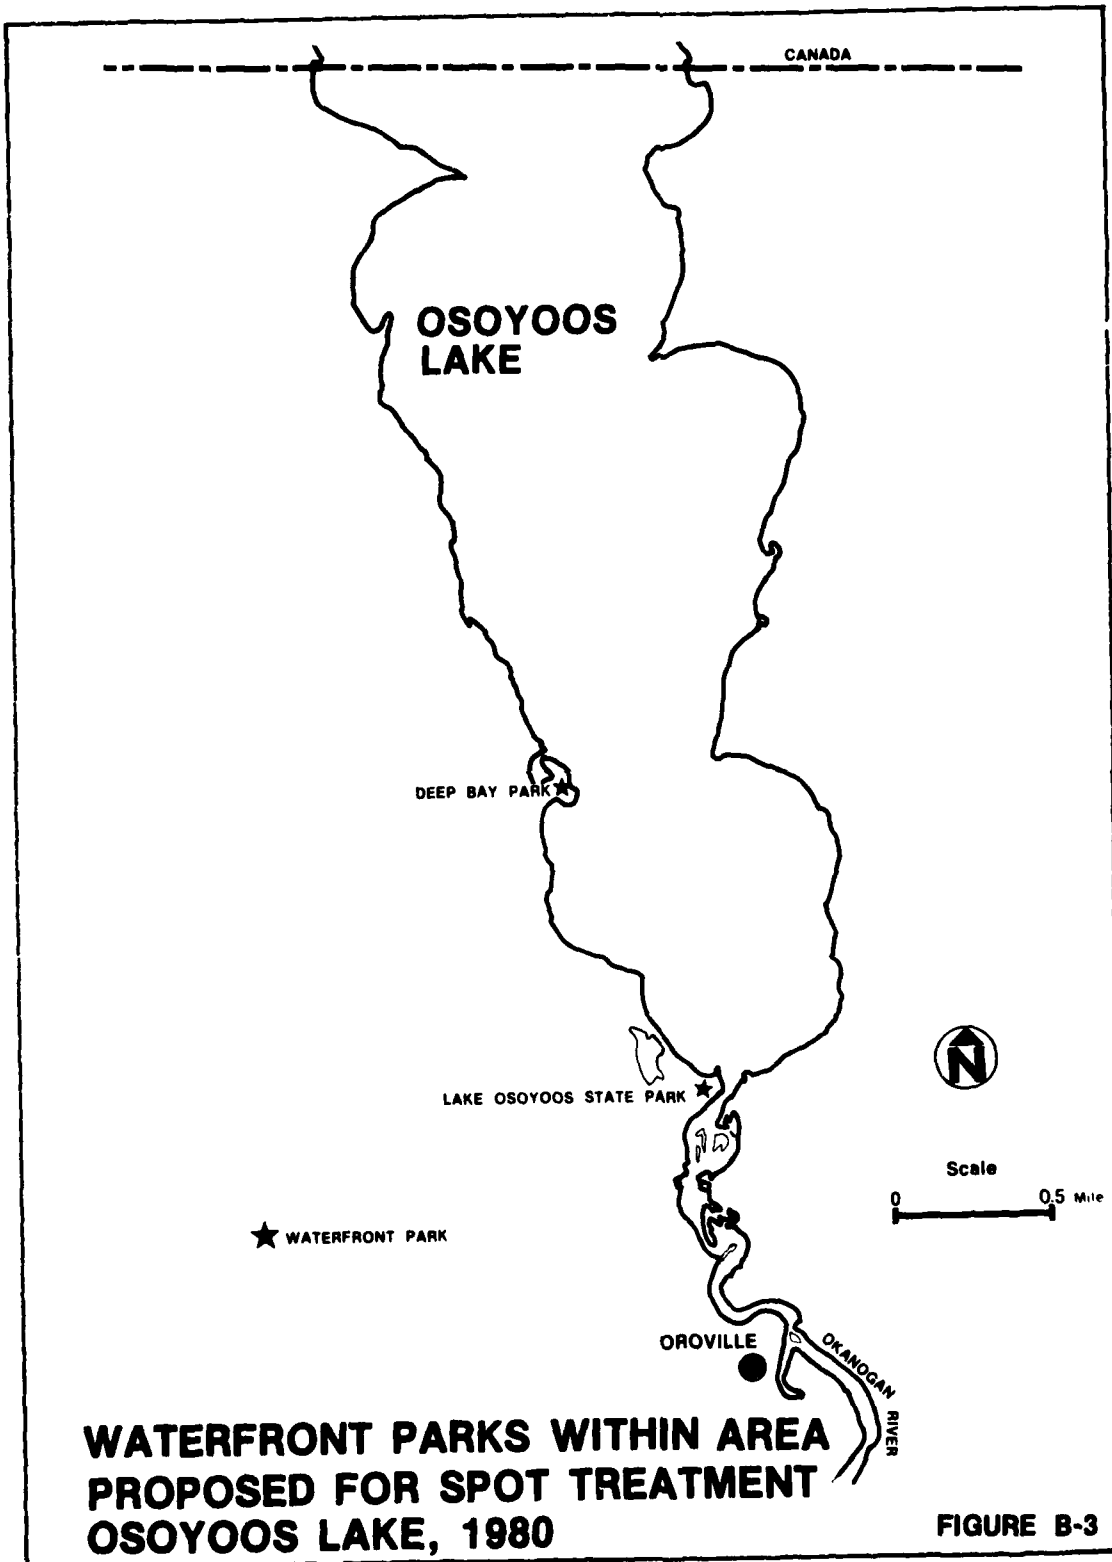 CANADA
OSOYOOS
LAKE
DEEP BAY PARK
LAKE OSOYOOS STATE PARK
N
Scale
0 0.5 Mile
WATERFRONT PARK
OROVILLE
OKANOGAN RIVER
WATERFRONT PARKS WITHIN AREA
PROPOSED FOR SPOT TREATMENT
OSOYOOS LAKE, 1980
FIGURE B-3